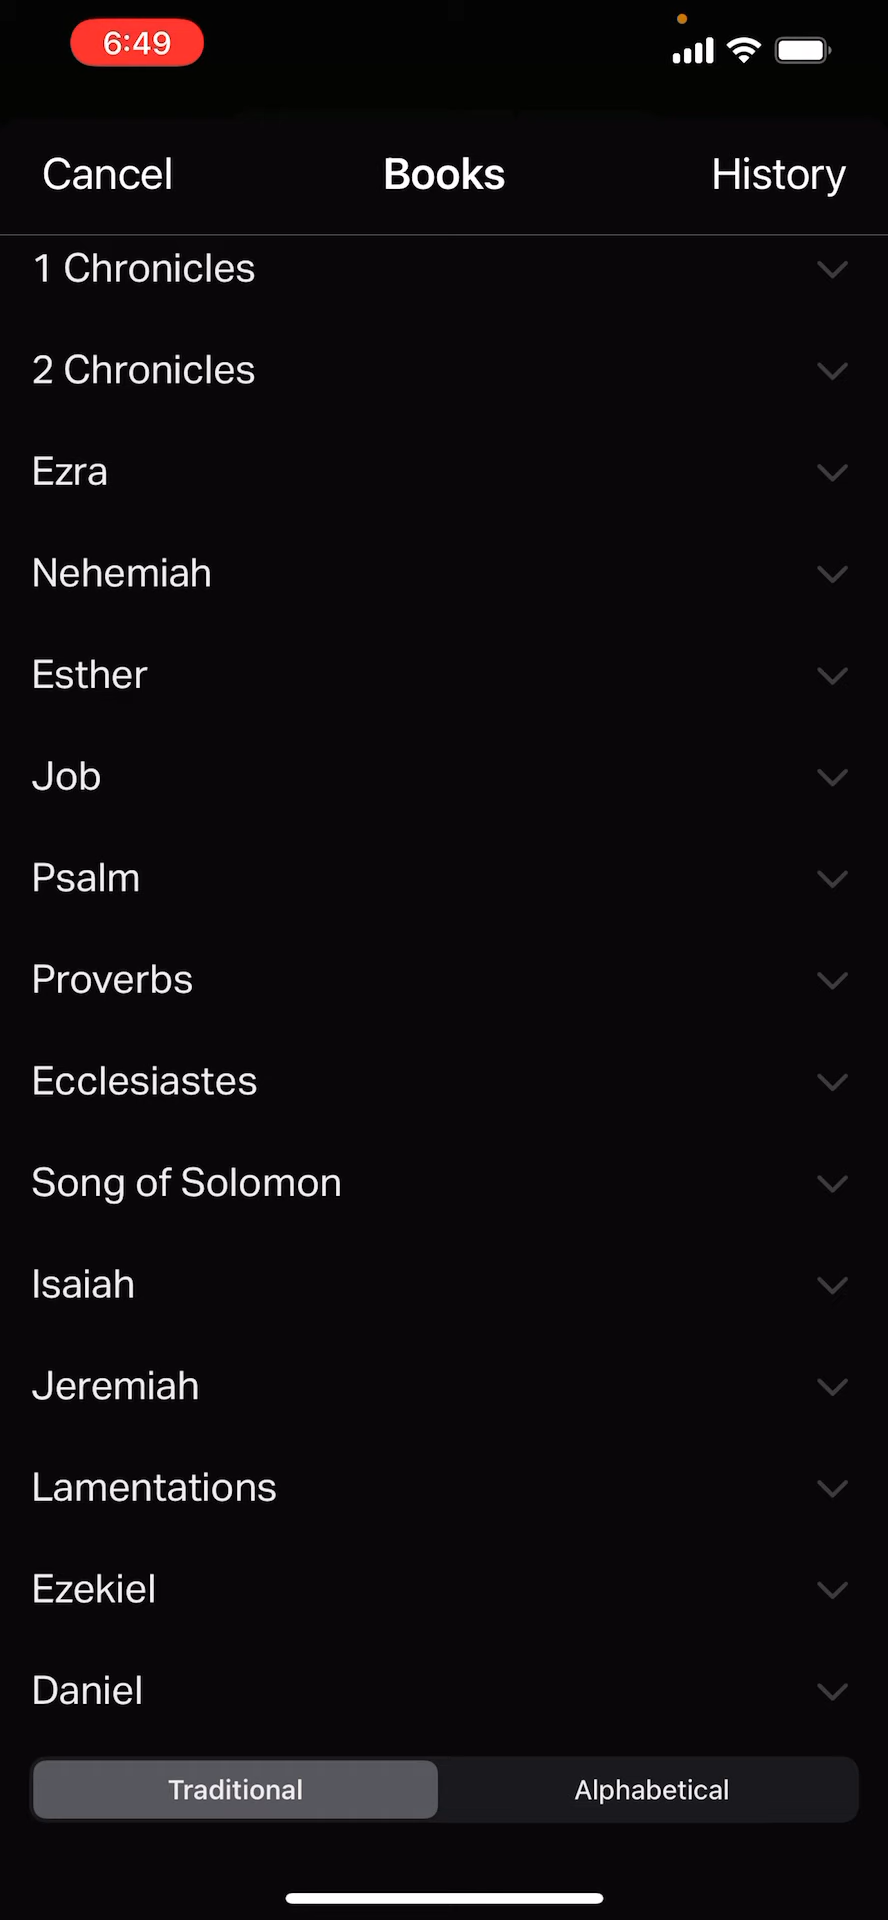 6:49
Cancel Books History
1 Chronicles
2 Chronicles
Ezra
Nehemiah
Esther
Job
Psalm
Proverbs
Ecclesiastes
Song of Solomon
Isaiah
Jeremiah
Lamentations
Ezekiel
Daniel
Traditional Alphabetical